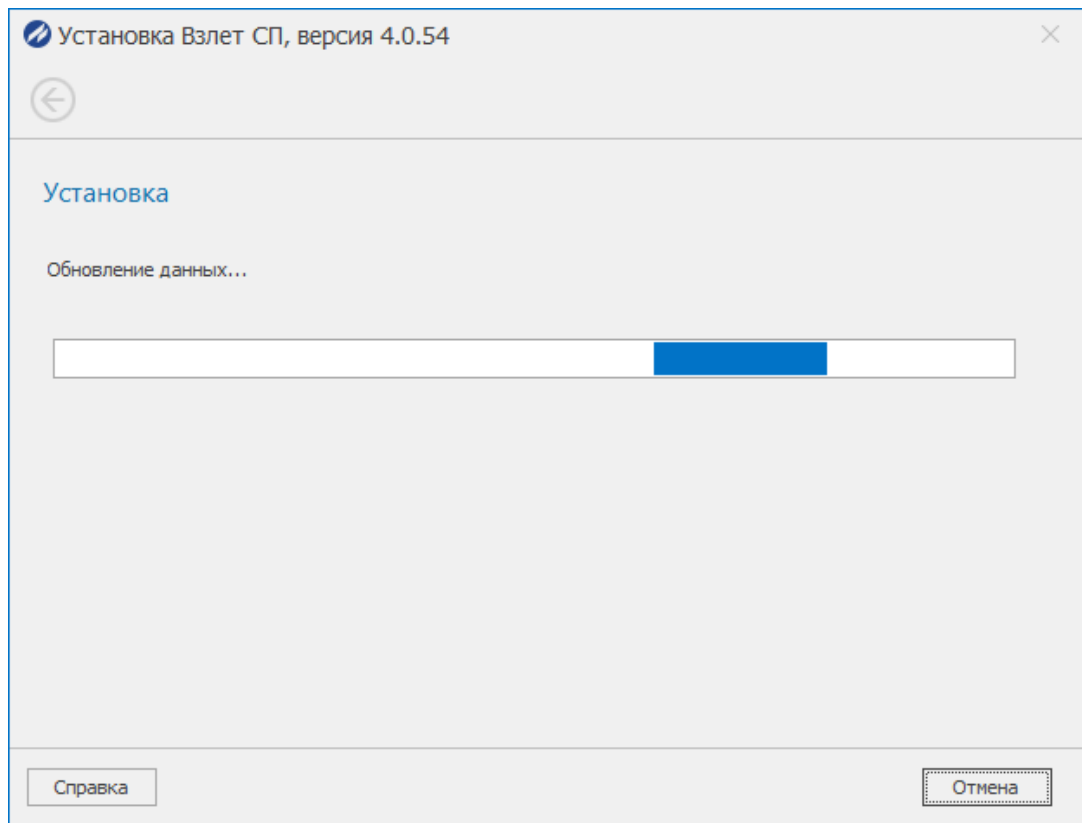 Установка Взлет СП, версия 4.0.54
Установка
Обновление данных...
Справка
Отмена